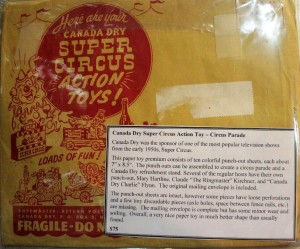 Here are your
CANADA DRY
SUPER
CIRCUS
ACTION
TOYS!
LOADS OF FUN!
FRAGILE-DO N
Canada Dry Super Circus Action Toy – Circus Parade
Canada Dry was the sponsor of one of the most popular television shows
from the early 1950s, Super Circus.
This paper toy premium consists of ten colorful punch-out sheets, each about
7" x 8.5". The punch outs can be assembled to create a circus parade and a
Canada Dry refreshment stand. Several of the regular hosts have their own
punch-out, Mary Hartline, Claude "The Ringmaster" Kirchner, and "Canada
Dry Charlie" Flynn. The original mailing envelope is included.
The punch-out sheets are intact, however some pieces have loose perforations
and a few tiny discardable pieces (only holes, space between fence rails, etc.)
are missing. The mailing envelope is complete but has some minor wear and
soiling. Overall, a very nice paper toy in much better shape than usually
found.
$75